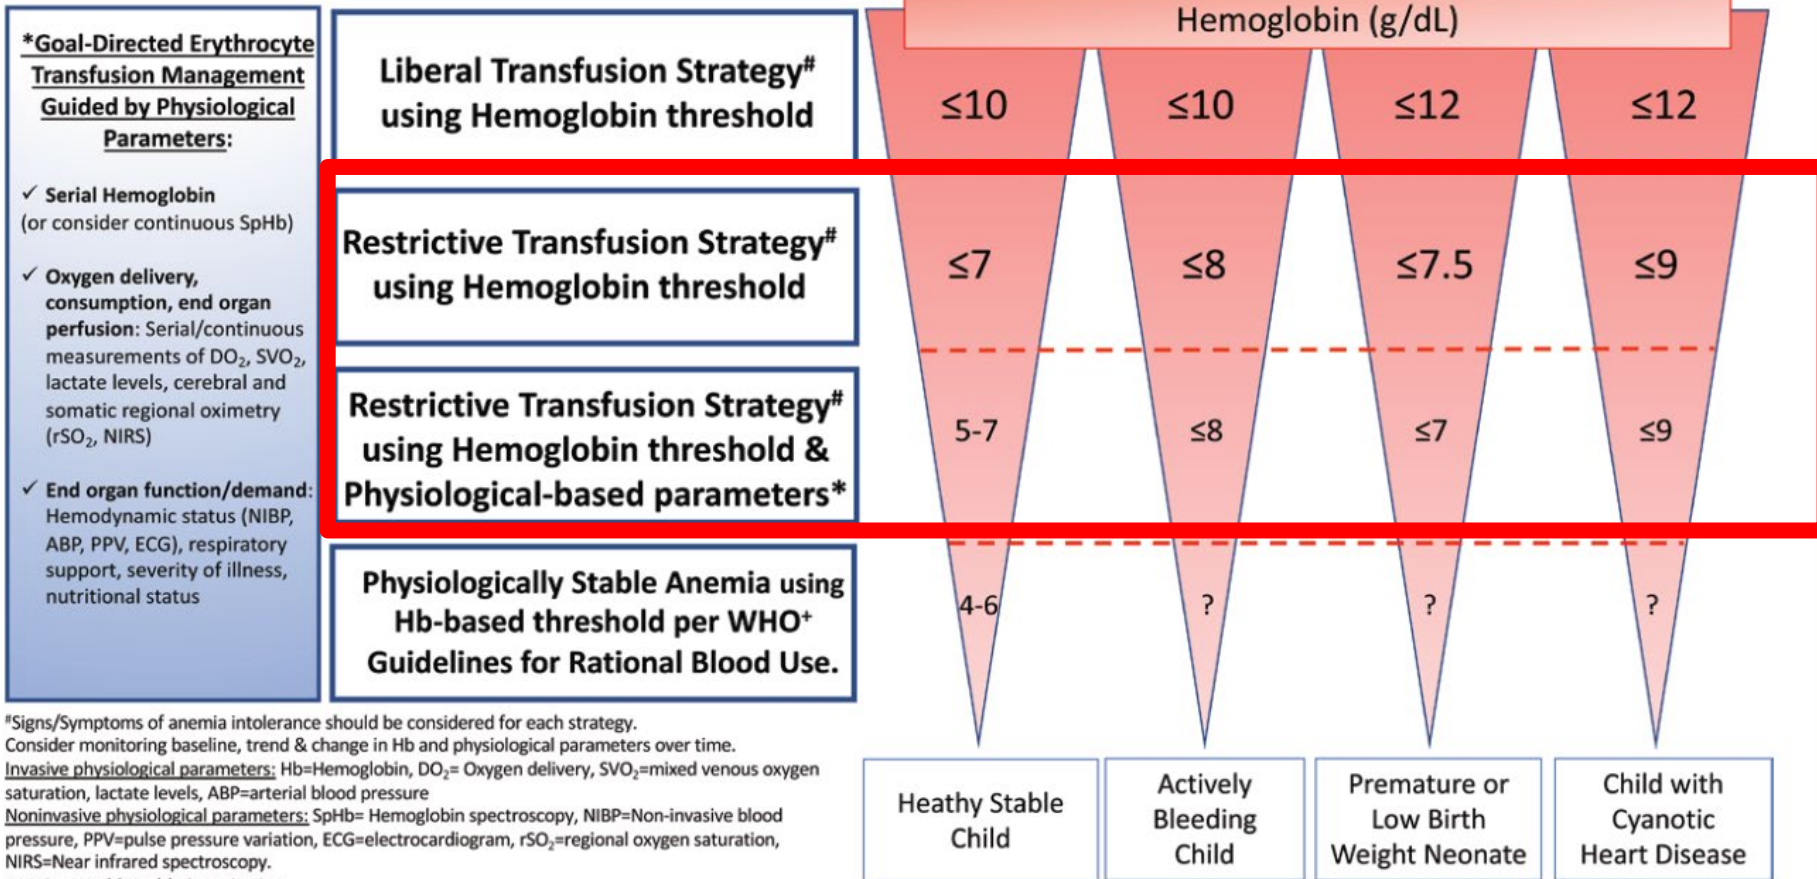 *Goal-Directed Erythrocyte
Transfusion Management
Guided by Physiological
Parameters:
✓ Serial Hemoglobin
(or consider continuous SpHb)
✓ Oxygen delivery,
consumption, end organ
perfusion: Serial/continuous
measurements of DO₂, SVO₂,
lactate levels, cerebral and
somatic regional oximetry
(rSO₂, NIRS)
✓ End organ function/demand:
Hemodynamic status (NIBP,
ABP, PPV, ECG), respiratory
support, severity of illness,
nutritional status
Hemoglobin (g/dL)
Liberal Transfusion Strategy#
using Hemoglobin threshold
≤10 ≤10 ≤12 ≤12
Restrictive Transfusion Strategy#
using Hemoglobin threshold
≤7 ≤8 ≤7.5 ≤9
Restrictive Transfusion Strategy#
using Hemoglobin threshold &
Physiological-based parameters*
5-7 ≤8 ≤7 ≤9
Physiologically Stable Anemia using
Hb-based threshold per WHO⁺
Guidelines for Rational Blood Use.
4-6 ? ? ?
Heathy Stable
Child
Actively
Bleeding
Child
Premature or
Low Birth
Weight Neonate
Child with
Cyanotic
Heart Disease
#Signs/Symptoms of anemia intolerance should be considered for each strategy.
Consider monitoring baseline, trend & change in Hb and physiological parameters over time.
Invasive physiological parameters: Hb=Hemoglobin, DO₂= Oxygen delivery, SVO₂=mixed venous oxygen
saturation, lactate levels, ABP=arterial blood pressure
Noninvasive physiological parameters: SpHb= Hemoglobin spectroscopy, NIBP=Non-invasive blood
pressure, PPV=pulse pressure variation, ECG=electrocardiogram, rSO₂=regional oxygen saturation,
NIRS=Near infrared spectroscopy.